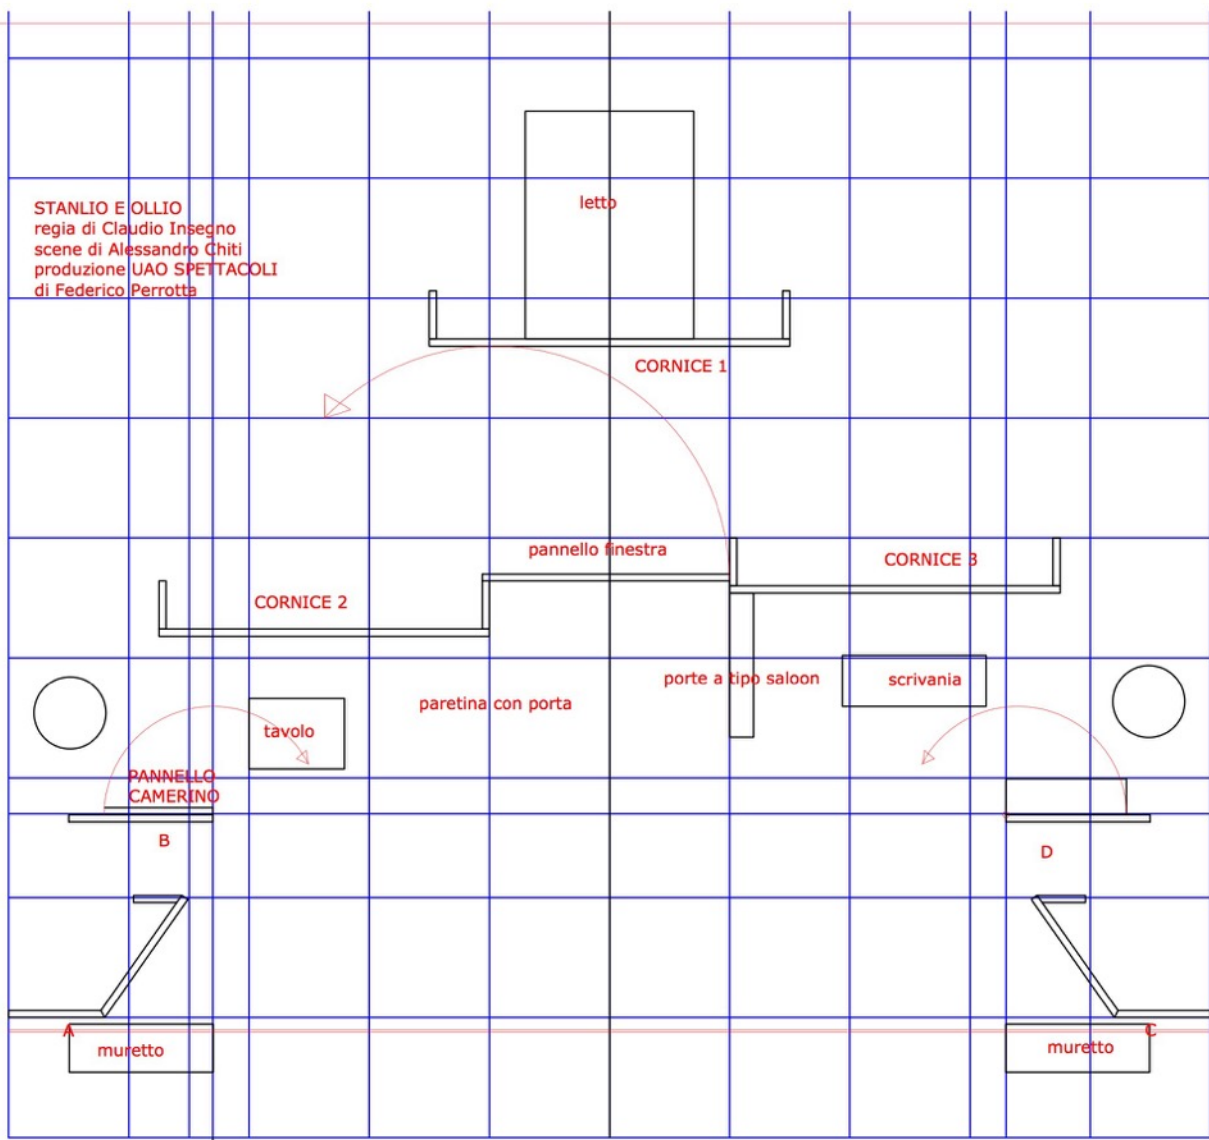 letto
STANLIO E OLLIO
regia di Claudio Insegno
scene di Alessandro Chiti
produzione UAO SPETTACOLI
di Federico Perrotta
CORNICE 1
pannello finestra
CORNICE 3
CORNICE 2
porte a tipo saloon
scrivania
paretina con porta
tavolo
PANNELLO
CAMERINO
B
D
A
C
muretto
muretto